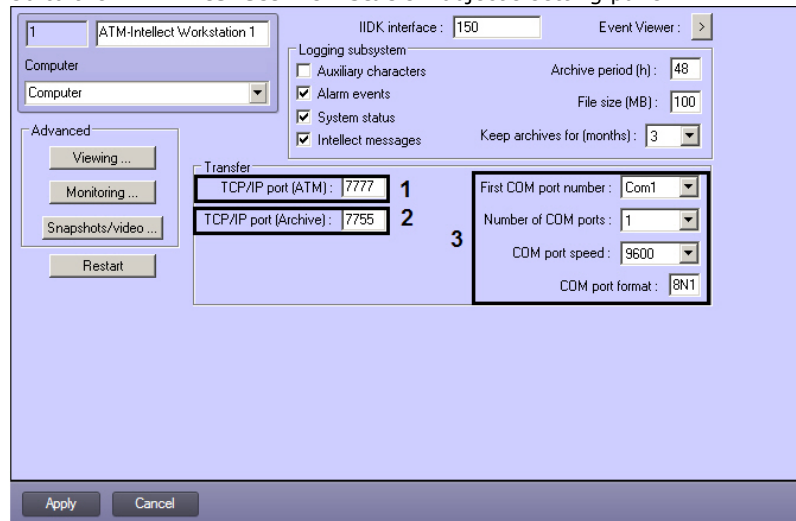 1
ATM-Intellect Workstation 1
Computer
Computer
IIDK interface : 150
Event Viewer : >
Logging subsystem
Auxiliary characters
Alarm events
System status
Intellect messages
Archive period (h) : 48
File size (MB) : 100
Keep archives for (months) : 3
Advanced
Viewing ...
Monitoring ...
Snapshots/video ...
Restart
Transfer
TCP/IP port (ATM) : 7777 1
TCP/IP port (Archive) : 7755 2
3
First COM port number : Com1
Number of COM ports : 1
COM port speed : 9600
COM port format : 8N1
Apply Cancel